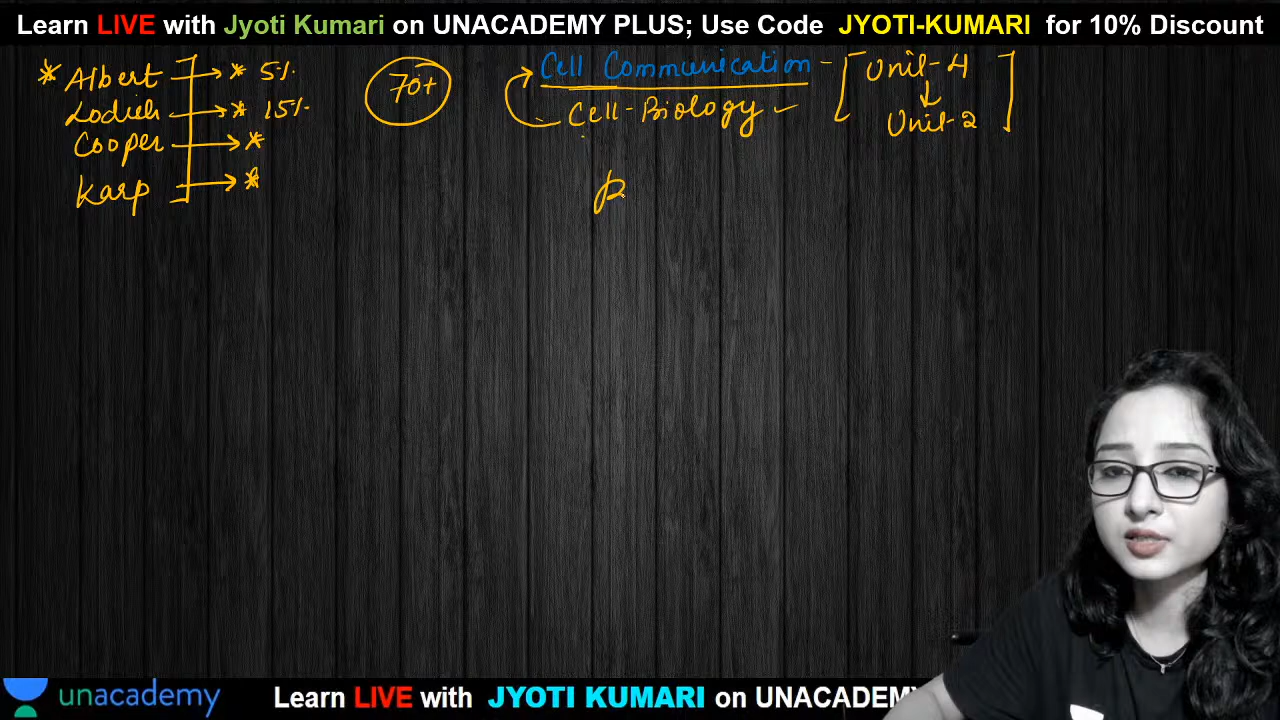 Learn LIVE with Jyoti Kumari on UNACADEMY PLUS; Use Code JYOTI-KUMARI for 10% Discount
* Albert → * 5%
Lodish → * 15%
Cooper → *
Karp → *
70+
Cell Communication - [Unit-4
Cell-Biology ✓
↓
Unit-2]
unacademy
Learn LIVE with JYOTI KUMARI on UNACADEMY